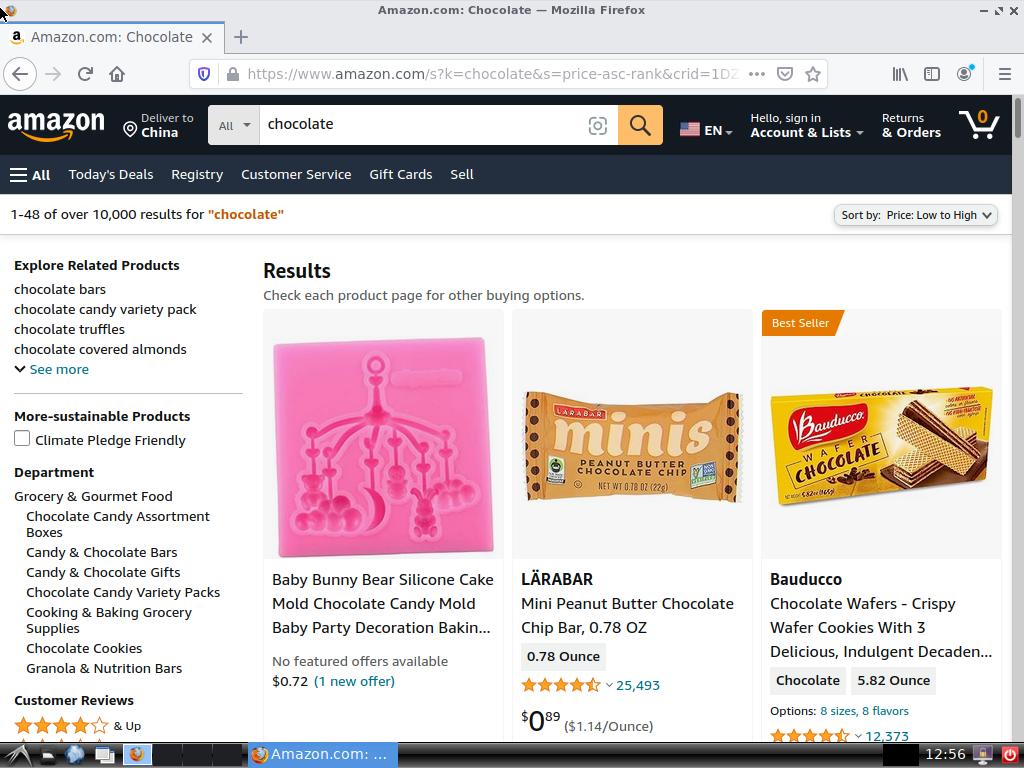 Amazon.com: Chocolate — Mozilla Firefox
Amazon.com: Chocolate
https://www.amazon.com/s?k=chocolate&s=price-asc-rank&crid=1DZ
amazon
Deliver to
China
All
chocolate
EN
Hello, sign in
Account & Lists
Returns
& Orders
0
All
Today's Deals
Registry
Customer Service
Gift Cards
Sell
1-48 of over 10,000 results for "chocolate"
Sort by: Price: Low to High
Explore Related Products
chocolate bars
chocolate candy variety pack
chocolate truffles
chocolate covered almonds
See more
More-sustainable Products
Climate Pledge Friendly
Department
Grocery & Gourmet Food
Chocolate Candy Assortment
Boxes
Candy & Chocolate Bars
Candy & Chocolate Gifts
Chocolate Candy Variety Packs
Cooking & Baking Grocery
Supplies
Chocolate Cookies
Granola & Nutrition Bars
Customer Reviews
& Up
Results
Check each product page for other buying options.
Baby Bunny Bear Silicone Cake
Mold Chocolate Candy Mold
Baby Party Decoration Bakin...
No featured offers available
$0.72 (1 new offer)
LÄRABAR
minis
PEANUT BUTTER
CHOCOLATE CHIP
NET WT 0.78 OZ (22g)
LÄRABAR
Mini Peanut Butter Chocolate
Chip Bar, 0.78 OZ
0.78 Ounce
25,493
$0.89 ($1.14/Ounce)
Best Seller
Bauducco
WAFER
CHOCOLATE
Bauducco
Chocolate Wafers - Crispy
Wafer Cookies With 3
Delicious, Indulgent Decaden...
Chocolate
5.82 Ounce
Options: 8 sizes, 8 flavors
12,373
Amazon.com: ...
12:56